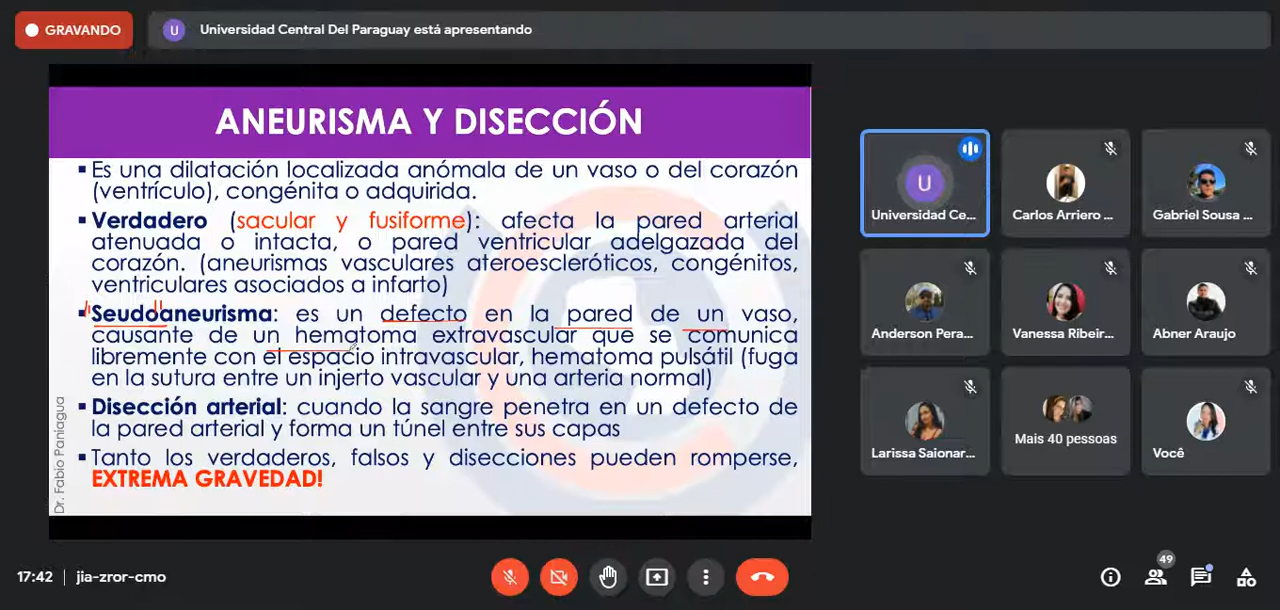 GRAVANDO
U Universidad Central Del Paraguay está apresentando
ANEURISMA Y DISECCIÓN
▪ Es una dilatación localizada anómala de un vaso o del corazón
(ventrículo), congénita o adquirida.
▪ Verdadero (sacular y fusiforme): afecta la pared arterial
atenuada o intacta, o pared ventricular adelgazada del
corazón. (aneurismas vasculares ateroescleróticos, congénitos,
ventriculares asociados a infarto)
▪ Seudoaneurisma: es un defecto en la pared de un vaso,
causante de un hematoma extravascular que se comunica
libremente con el espacio intravascular, hematoma pulsátil (fuga
en la sutura entre un injerto vascular y una arteria normal)
▪ Disección arterial: cuando la sangre penetra en un defecto de
la pared arterial y forma un túnel entre sus capas
▪ Tanto los verdaderos, falsos y disecciones pueden romperse,
EXTREMA GRAVEDAD!
Dr. Fabio Paniagua
U
Universidad Ce...
Carlos Arriero ...
Gabriel Sousa ...
Anderson Pera...
Vanessa Ribeir...
Abner Araujo
Larissa Saionar...
Mais 40 pessoas
Você
17:42 | jia-zror-cmo
49